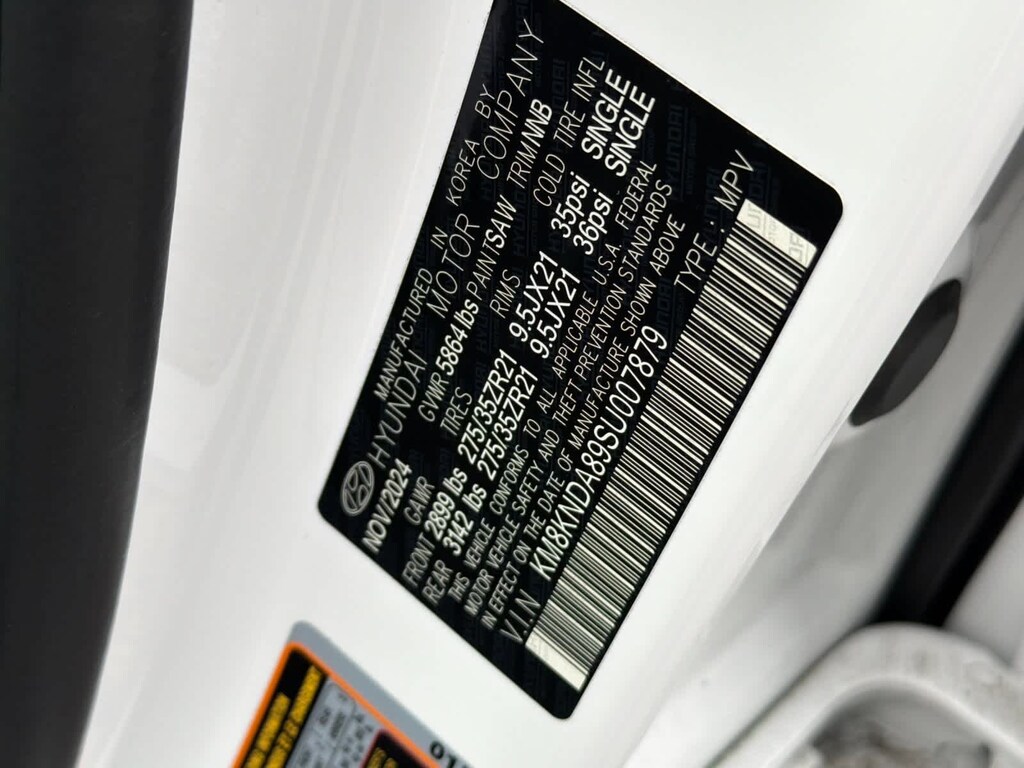 HYUNDAI
MANUFACTURED IN KOREA BY
HYUNDAI MOTOR COMPANY
NOV/2024 GVWR 5864 lbs PAINT:SAW TRIM:NNB
GAWR TIRES RIMS COLD TIRE INFL
FRONT 2899 lbs 275/35ZR21 9.5JX21 35psi SINGLE
REAR 3142 lbs 275/35ZR21 9.5JX21 36psi SINGLE
THIS VEHICLE CONFORMS TO ALL APPLICABLE U.S.A. FEDERAL
MOTOR VEHICLE SAFETY AND THEFT PREVENTION STANDARDS
IN EFFECT ON THE DATE OF MANUFACTURE SHOWN ABOVE
V.I.N KM8KNDA89SU007879 TYPE : MPV